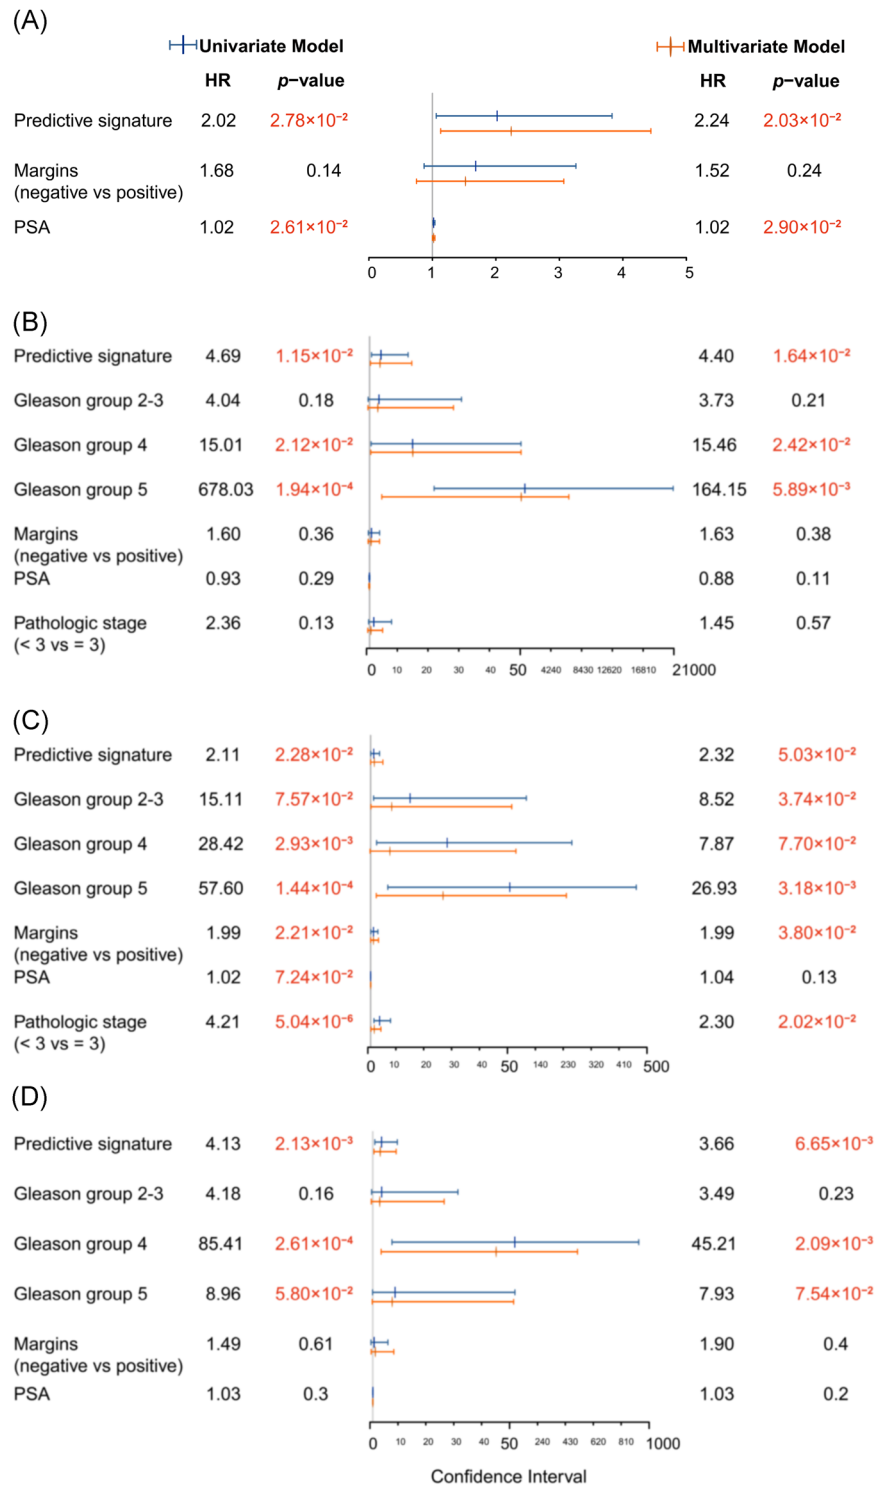 (A)
Univariate Model Multivariate Model
HR p−value HR p−value
Predictive signature 2.02 2.78×10⁻² 2.24 2.03×10⁻²
Margins 1.68 0.14 1.52 0.24
(negative vs positive)
PSA 1.02 2.61×10⁻² 1.02 2.90×10⁻²
0 1 2 3 4 5
(B)
Predictive signature 4.69 1.15×10⁻² 4.40 1.64×10⁻²
Gleason group 2-3 4.04 0.18 3.73 0.21
Gleason group 4 15.01 2.12×10⁻² 15.46 2.42×10⁻²
Gleason group 5 678.03 1.94×10⁻⁴ 164.15 5.89×10⁻³
Margins 1.60 0.36 1.63 0.38
(negative vs positive)
PSA 0.93 0.29 0.88 0.11
Pathologic stage 2.36 0.13 1.45 0.57
(< 3 vs = 3)
0 10 20 30 40 50 4240 8430 12620 16810 21000
(C)
Predictive signature 2.11 2.28×10⁻² 2.32 5.03×10⁻²
Gleason group 2-3 15.11 7.57×10⁻² 8.52 3.74×10⁻²
Gleason group 4 28.42 2.93×10⁻³ 7.87 7.70×10⁻²
Gleason group 5 57.60 1.44×10⁻⁴ 26.93 3.18×10⁻³
Margins 1.99 2.21×10⁻² 1.99 3.80×10⁻²
(negative vs positive)
PSA 1.02 7.24×10⁻² 1.04 0.13
Pathologic stage 4.21 5.04×10⁻⁶ 2.30 2.02×10⁻²
(< 3 vs = 3)
0 10 20 30 40 50 140 230 320 410 500
(D)
Predictive signature 4.13 2.13×10⁻³ 3.66 6.65×10⁻³
Gleason group 2-3 4.18 0.16 3.49 0.23
Gleason group 4 85.41 2.61×10⁻⁴ 45.21 2.09×10⁻³
Gleason group 5 8.96 5.80×10⁻² 7.93 7.54×10⁻²
Margins 1.49 0.61 1.90 0.4
(negative vs positive)
PSA 1.03 0.3 1.03 0.2
0 10 20 30 40 50 240 430 620 810 1000
Confidence Interval